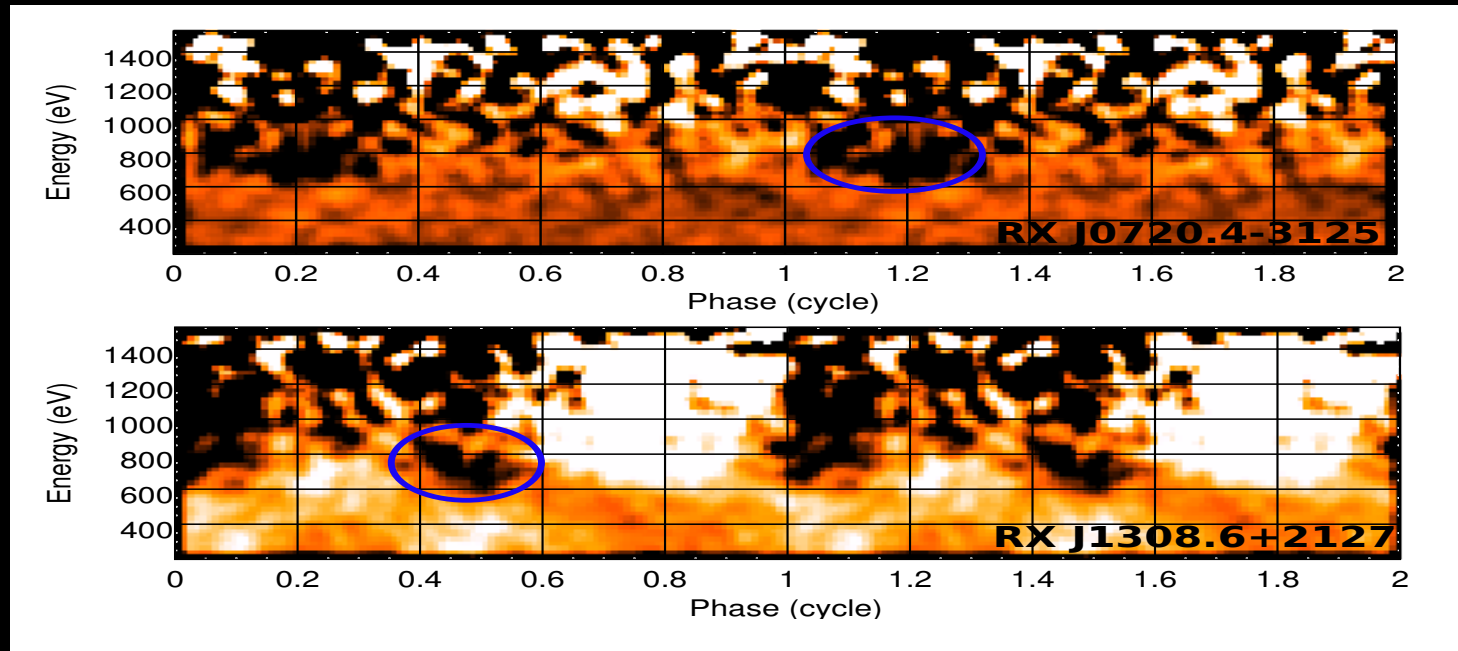 Energy (eV)
1400
1200
1000
800
600
400
RX J0720.4-3125
0 0.2 0.4 0.6 0.8 1 1.2 1.4 1.6 1.8 2
Phase (cycle)
Energy (eV)
1400
1200
1000
800
600
400
RX J1308.6+2127
0 0.2 0.4 0.6 0.8 1 1.2 1.4 1.6 1.8 2
Phase (cycle)